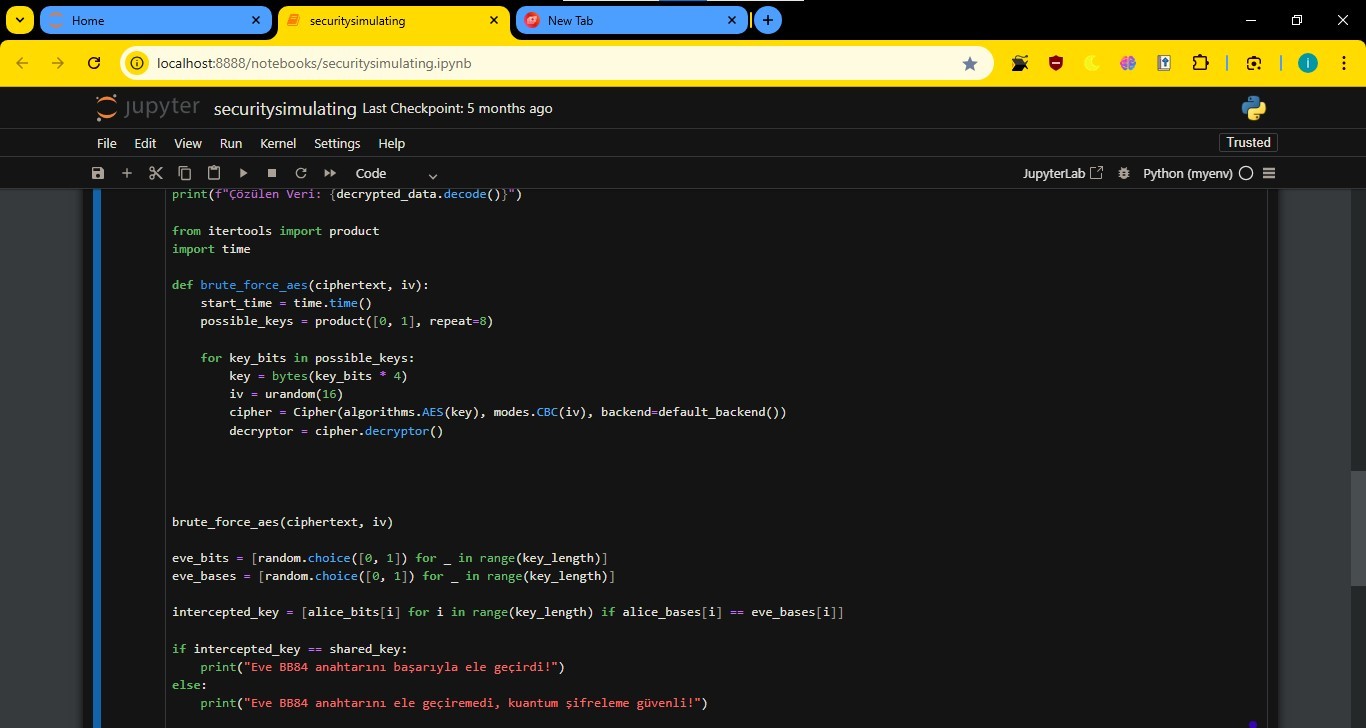 Home
securitysimulating
New Tab
localhost:8888/notebooks/securitysimulating.ipynb
jupyter securitysimulating Last Checkpoint: 5 months ago
File Edit View Run Kernel Settings Help
Trusted
Code
JupyterLab
Python (myenv)
print(f"Çözülen Veri: {decrypted_data.decode()}")
from itertools import product
import time
def brute_force_aes(ciphertext, iv):
    start_time = time.time()
    possible_keys = product([0, 1], repeat=8)
    for key_bits in possible_keys:
        key = bytes(key_bits * 4)
        iv = urandom(16)
        cipher = Cipher(algorithms.AES(key), modes.CBC(iv), backend=default_backend())
        decryptor = cipher.decryptor()
brute_force_aes(ciphertext, iv)
eve_bits = [random.choice([0, 1]) for _ in range(key_length)]
eve_bases = [random.choice([0, 1]) for _ in range(key_length)]
intercepted_key = [alice_bits[i] for i in range(key_length) if alice_bases[i] == eve_bases[i]]
if intercepted_key == shared_key:
    print("Eve BB84 anahtarını başarıyla ele geçirdi!")
else:
    print("Eve BB84 anahtarını ele geçiremedi, kuantum şifreleme güvenli!")